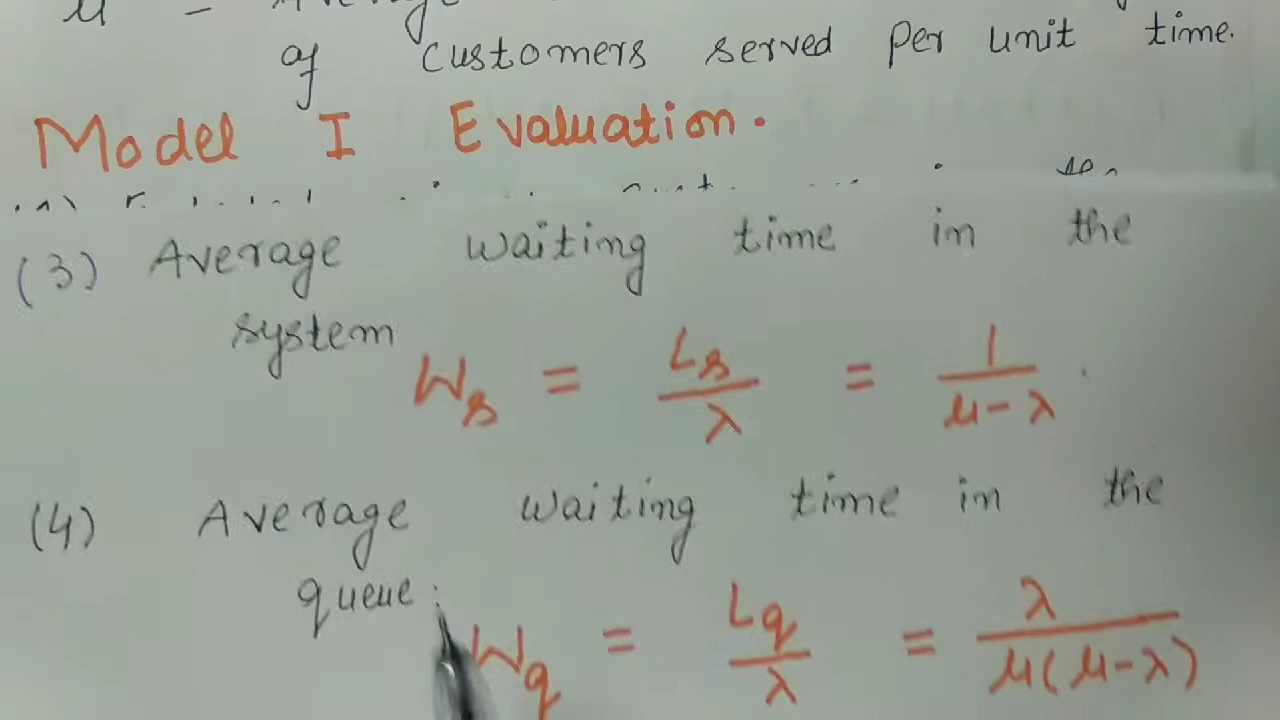 μ - Average
of customers served per unit time.
Model I Evaluation.
(3) Average waiting time in the
system
Ws = Ls/λ = 1/(μ-λ).
(4) Average waiting time in the
queue:
Wq = Lq/λ = λ/(μ(μ-λ))